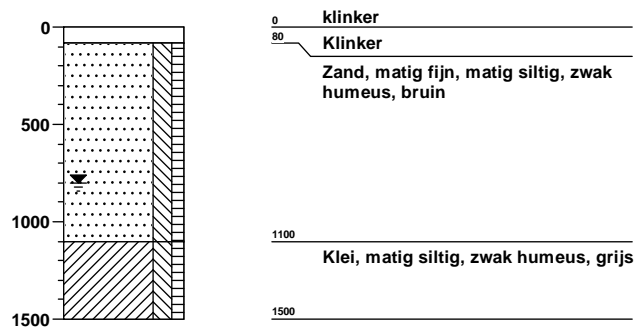 0
500
1000
1500
0 klinker
80 Klinker
Zand, matig fijn, matig siltig, zwak
humeus, bruin
1100
Klei, matig siltig, zwak humeus, grijs
1500